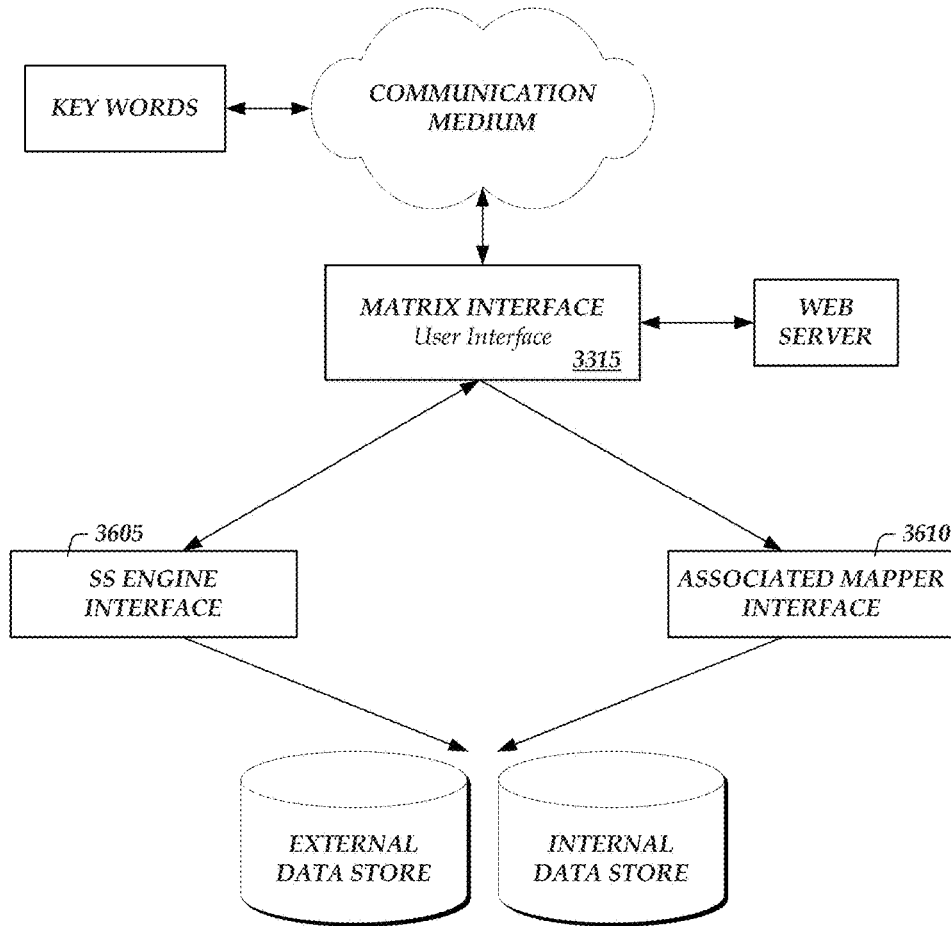 KEY WORDS
COMMUNICATION
MEDIUM
MATRIX INTERFACE
User Interface
3315
WEB
SERVER
3605
SS ENGINE
INTERFACE
3610
ASSOCIATED MAPPER
INTERFACE
EXTERNAL
DATA STORE
INTERNAL
DATA STORE